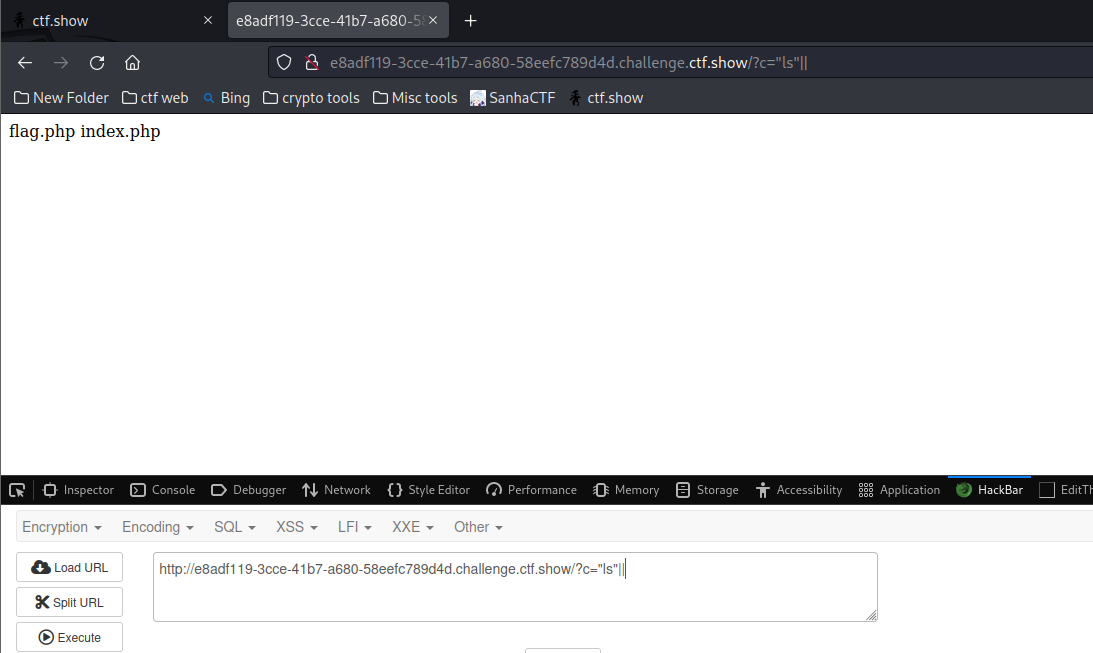 ctf.show
e8adf119-3cce-41b7-a680-58
e8adf119-3cce-41b7-a680-58eefc789d4d.challenge.ctf.show/?c="ls"||
New Folder ctf web Bing crypto tools Misc tools SanhaCTF ctf.show
flag.php index.php
Inspector Console Debugger Network Style Editor Performance Memory Storage Accessibility Application HackBar EditTh
Encryption Encoding SQL XSS LFI XXE Other
Load URL
http://e8adf119-3cce-41b7-a680-58eefc789d4d.challenge.ctf.show/?c="ls"||
Split URL
Execute